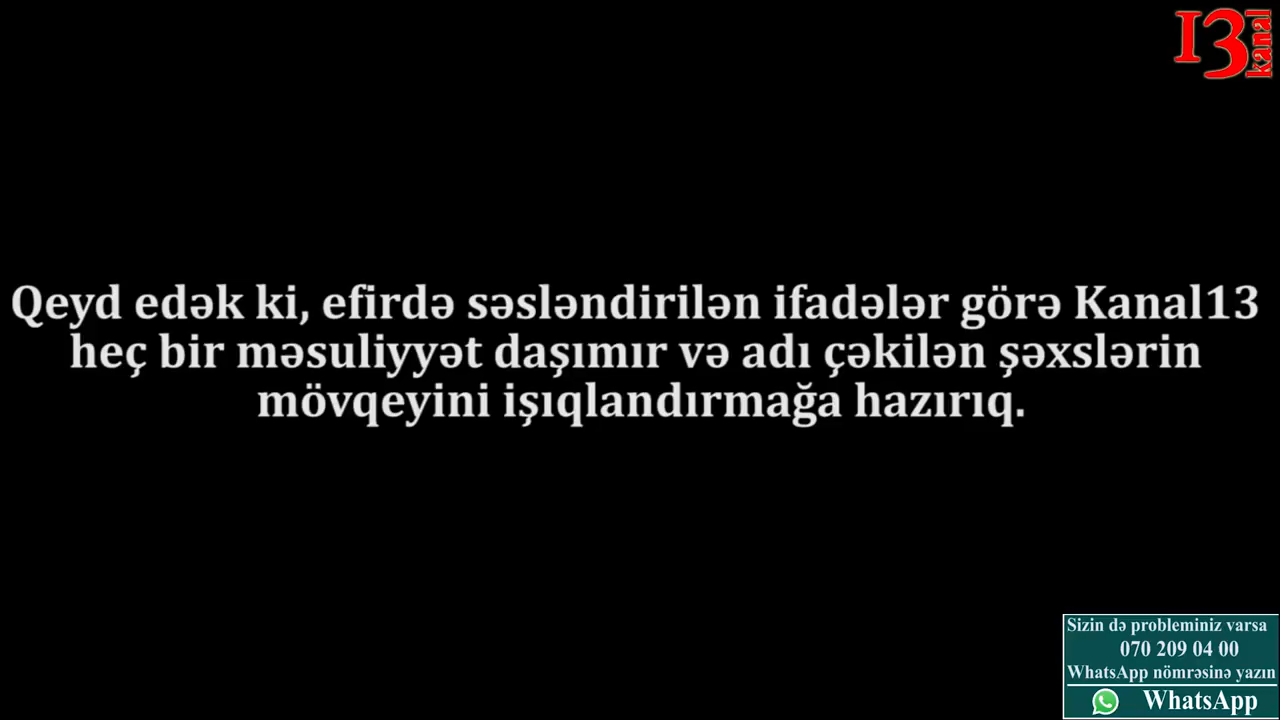 13 kanal
Qeyd edək ki, efirdə səsləndirilən ifadələr görə Kanal13
heç bir məsuliyyət daşımır və adı çəkilən şəxslərin
mövqeyini işıqlandırmağa hazırıq.
Sizin də probleminiz varsa
070 209 04 00
WhatsApp nömrəsinə yazın
WhatsApp